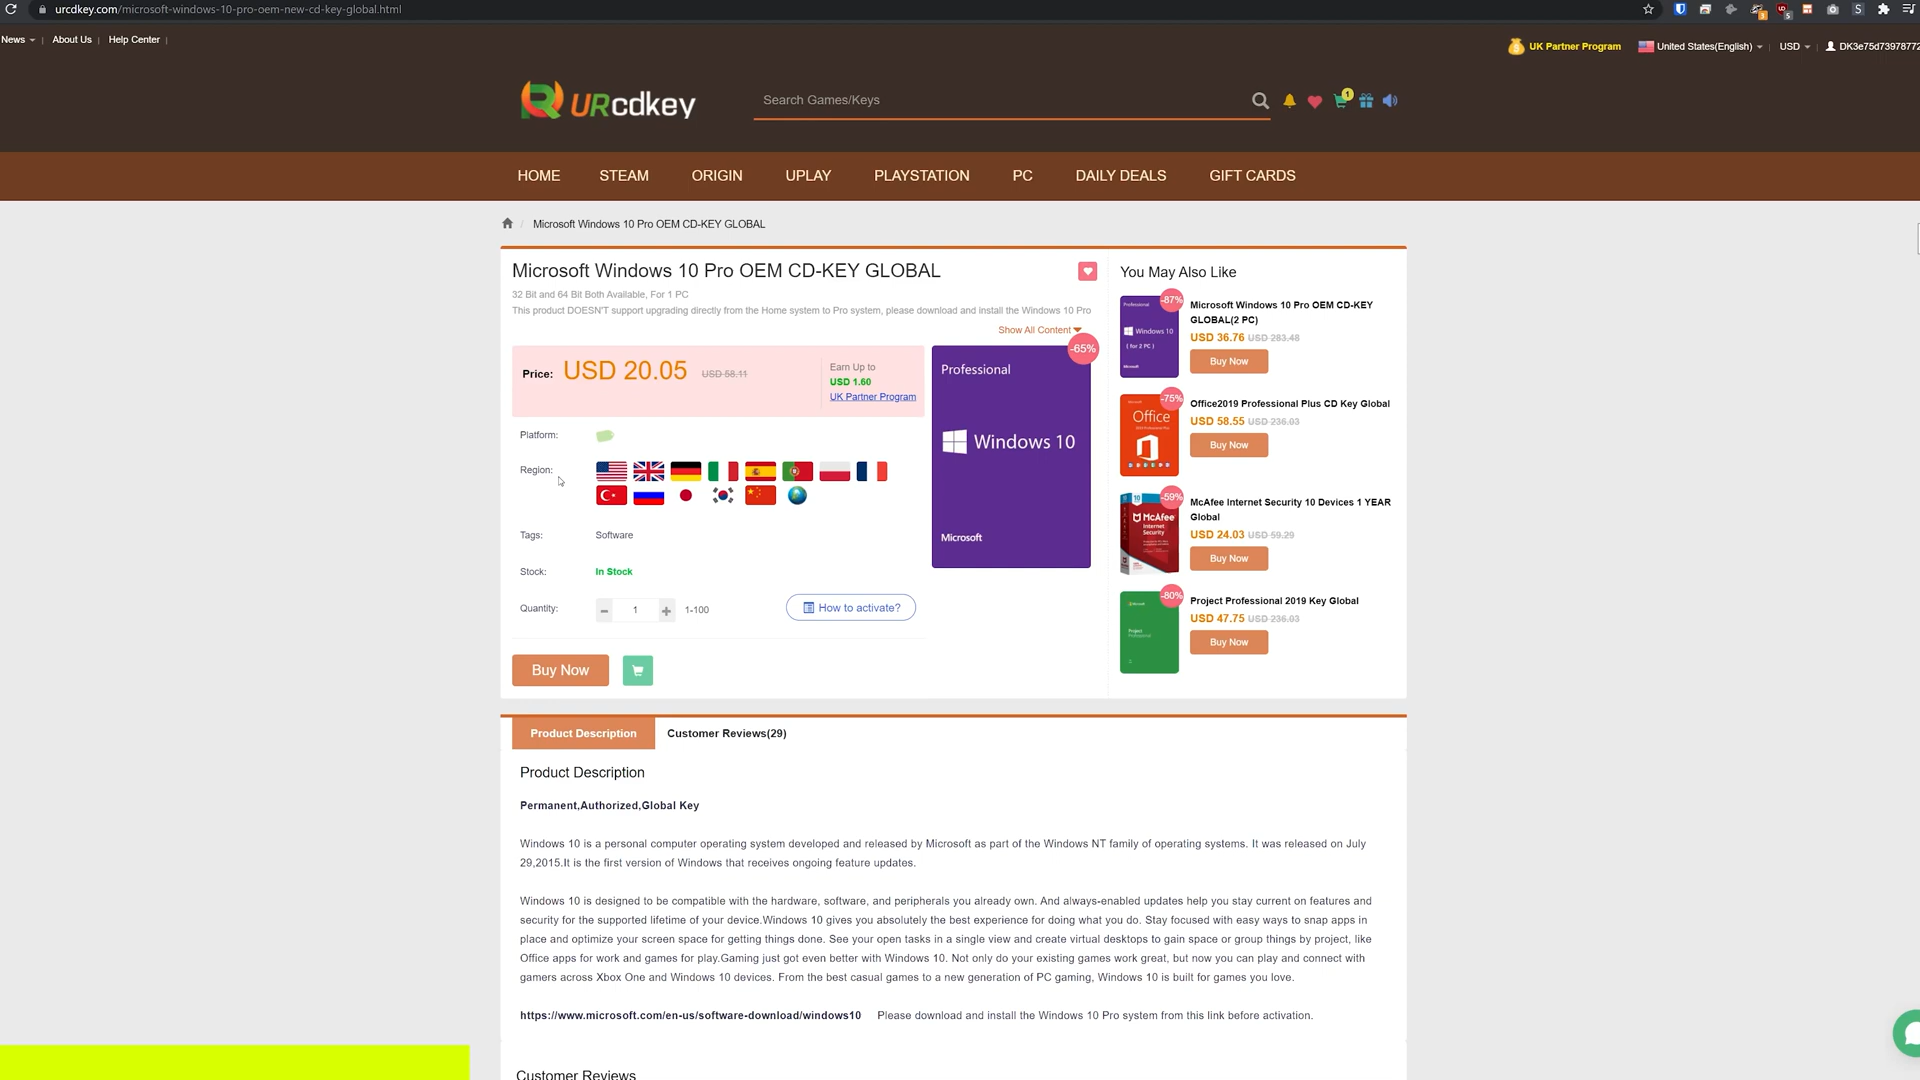 urcdkey.com/microsoft-windows-10-pro-oem-new-cd-key-global.html
News | About Us | Help Center |
UK Partner Program
United States(English) | USD
DK3e75d73978772
URcdkey
Search Games/Keys
1
HOME STEAM ORIGIN UPLAY PLAYSTATION PC DAILY DEALS GIFT CARDS
/ Microsoft Windows 10 Pro OEM CD-KEY GLOBAL
Microsoft Windows 10 Pro OEM CD-KEY GLOBAL
32 Bit and 64 Bit Both Available, For 1 PC
This product DOESN'T support upgrading directly from the Home system to Pro system, please download and install the Windows 10 Pro
Show All Content
Price: USD 20.05 USD 58.11
Earn Up to
USD 1.60
UK Partner Program
Platform:
Region:
Tags: Software
Stock: In Stock
Quantity: - 1 + 1-100
How to activate?
Buy Now
-65%
Professional
Windows 10
Microsoft
You May Also Like
-87%
Professional
Windows 10
( for 2 PC )
Microsoft
Microsoft Windows 10 Pro OEM CD-KEY
GLOBAL(2 PC)
USD 36.76 USD 283.48
Buy Now
-75%
Office
Office2019 Professional Plus CD Key Global
USD 58.55 USD 236.03
Buy Now
-59%
10
McAfee
Internet
Security
McAfee Internet Security 10 Devices 1 YEAR
Global
USD 24.03 USD 59.29
Buy Now
-80%
Project
Professional
Project Professional 2019 Key Global
USD 47.75 USD 236.03
Buy Now
Product Description
Customer Reviews(29)
Product Description
Permanent,Authorized,Global Key
Windows 10 is a personal computer operating system developed and released by Microsoft as part of the Windows NT family of operating systems. It was released on July
29,2015.It is the first version of Windows that receives ongoing feature updates.
Windows 10 is designed to be compatible with the hardware, software, and peripherals you already own. And always-enabled updates help you stay current on features and
security for the supported lifetime of your device.Windows 10 gives you absolutely the best experience for doing what you do. Stay focused with easy ways to snap apps in
place and optimize your screen space for getting things done. See your open tasks in a single view and create virtual desktops to gain space or group things by project, like
Office apps for work and games for play.Gaming just got even better with Windows 10. Not only do your existing games work great, but now you can play and connect with
gamers across Xbox One and Windows 10 devices. From the best casual games to a new generation of PC gaming, Windows 10 is built for games you love.
https://www.microsoft.com/en-us/software-download/windows10 Please download and install the Windows 10 Pro system from this link before activation.
Customer Reviews